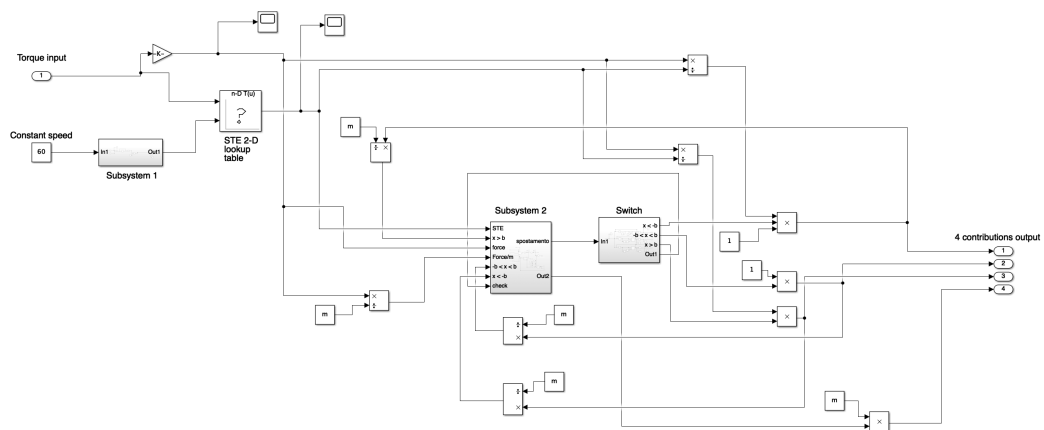 Torque input
1
K-
Constant speed
60
In1
Out1
Subsystem 1
n-D T(u)
?
STE 2-D
lookup
table
×
÷
m
÷ ×
×
÷
Subsystem 2
STE
x > b
force
Force/m
-b < x < b
x < -b
check
spostamento
Out2
Switch
In1
x < -b
-b < x < b
x > b
Out1
×
1
1
×
×
4 contributions output
1
2
3
4
×
÷
m
÷
×
m
÷
×
m
m
×